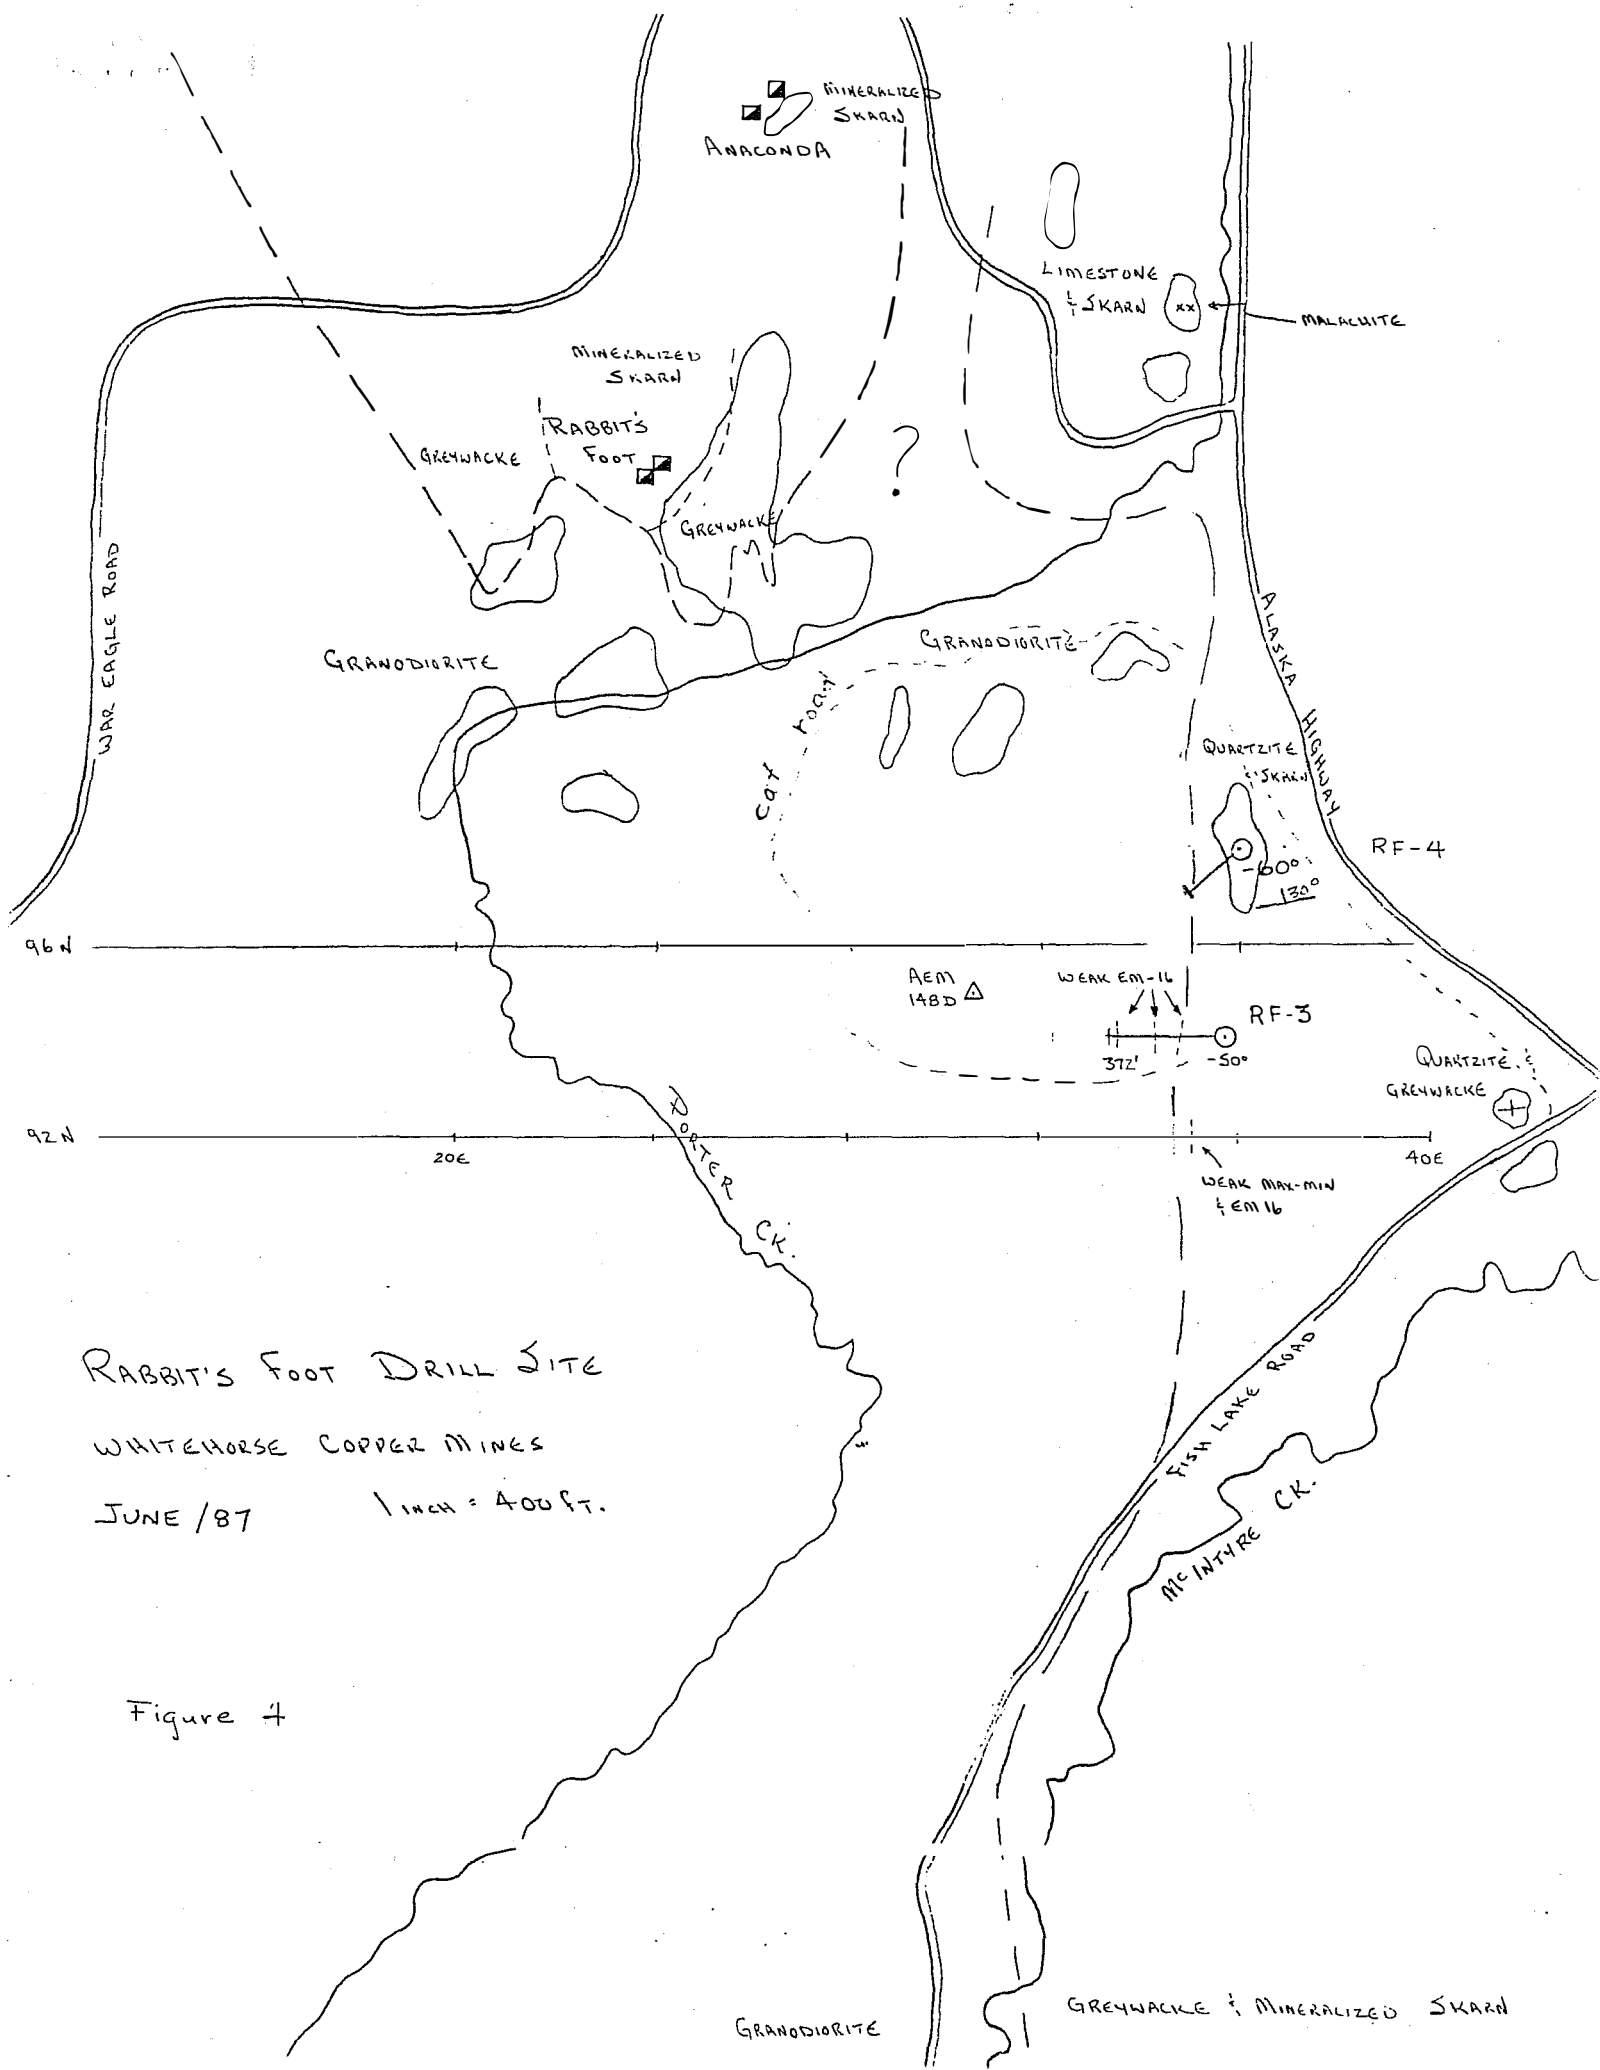 MINERALIZED
SKARN
ANACONDA
LIMESTONE
& SKARN
xx
MALACHITE
MINERALIZED
SKARN
RABBIT'S
FOOT
GREYWACKE
?
GREYWACKE
WAR EAGLE ROAD
ALASKA HIGHWAY
GRANODIORITE
GRANODIORITE
Cat road
QUARTZITE
& SKARN
RF-4
-60°
130°
96N
AEM
148D
WEAK EM-16
RF-3
372'
-50°
QUARTZITE &
GREYWACKE
92N
20E
40E
PORTER CK.
WEAK MAX-MIN
& EM16
RABBIT'S FOOT DRILL SITE
WHITEHORSE COPPER MINES
JUNE /87 1 INCH = 400 FT.
FISH LAKE ROAD
McINTYRE CK.
Figure 4
GREYWACKE & MINERALIZED SKARN
GRANODIORITE